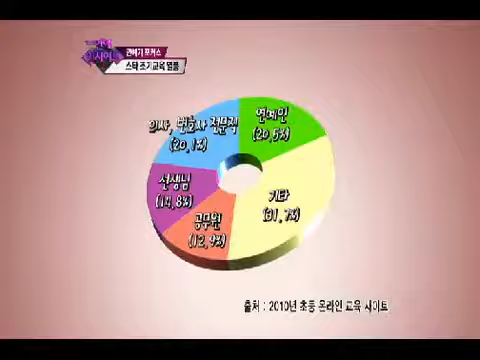 연예가 포커스
스타 조기교육 열풍
의사, 변호사 전문직
(20.1%)
연예인
(20.5%)
선생님
(14.8%)
기타
(31.7%)
공무원
(12.9%)
출처 : 2010년 초등 온라인 교육 사이트